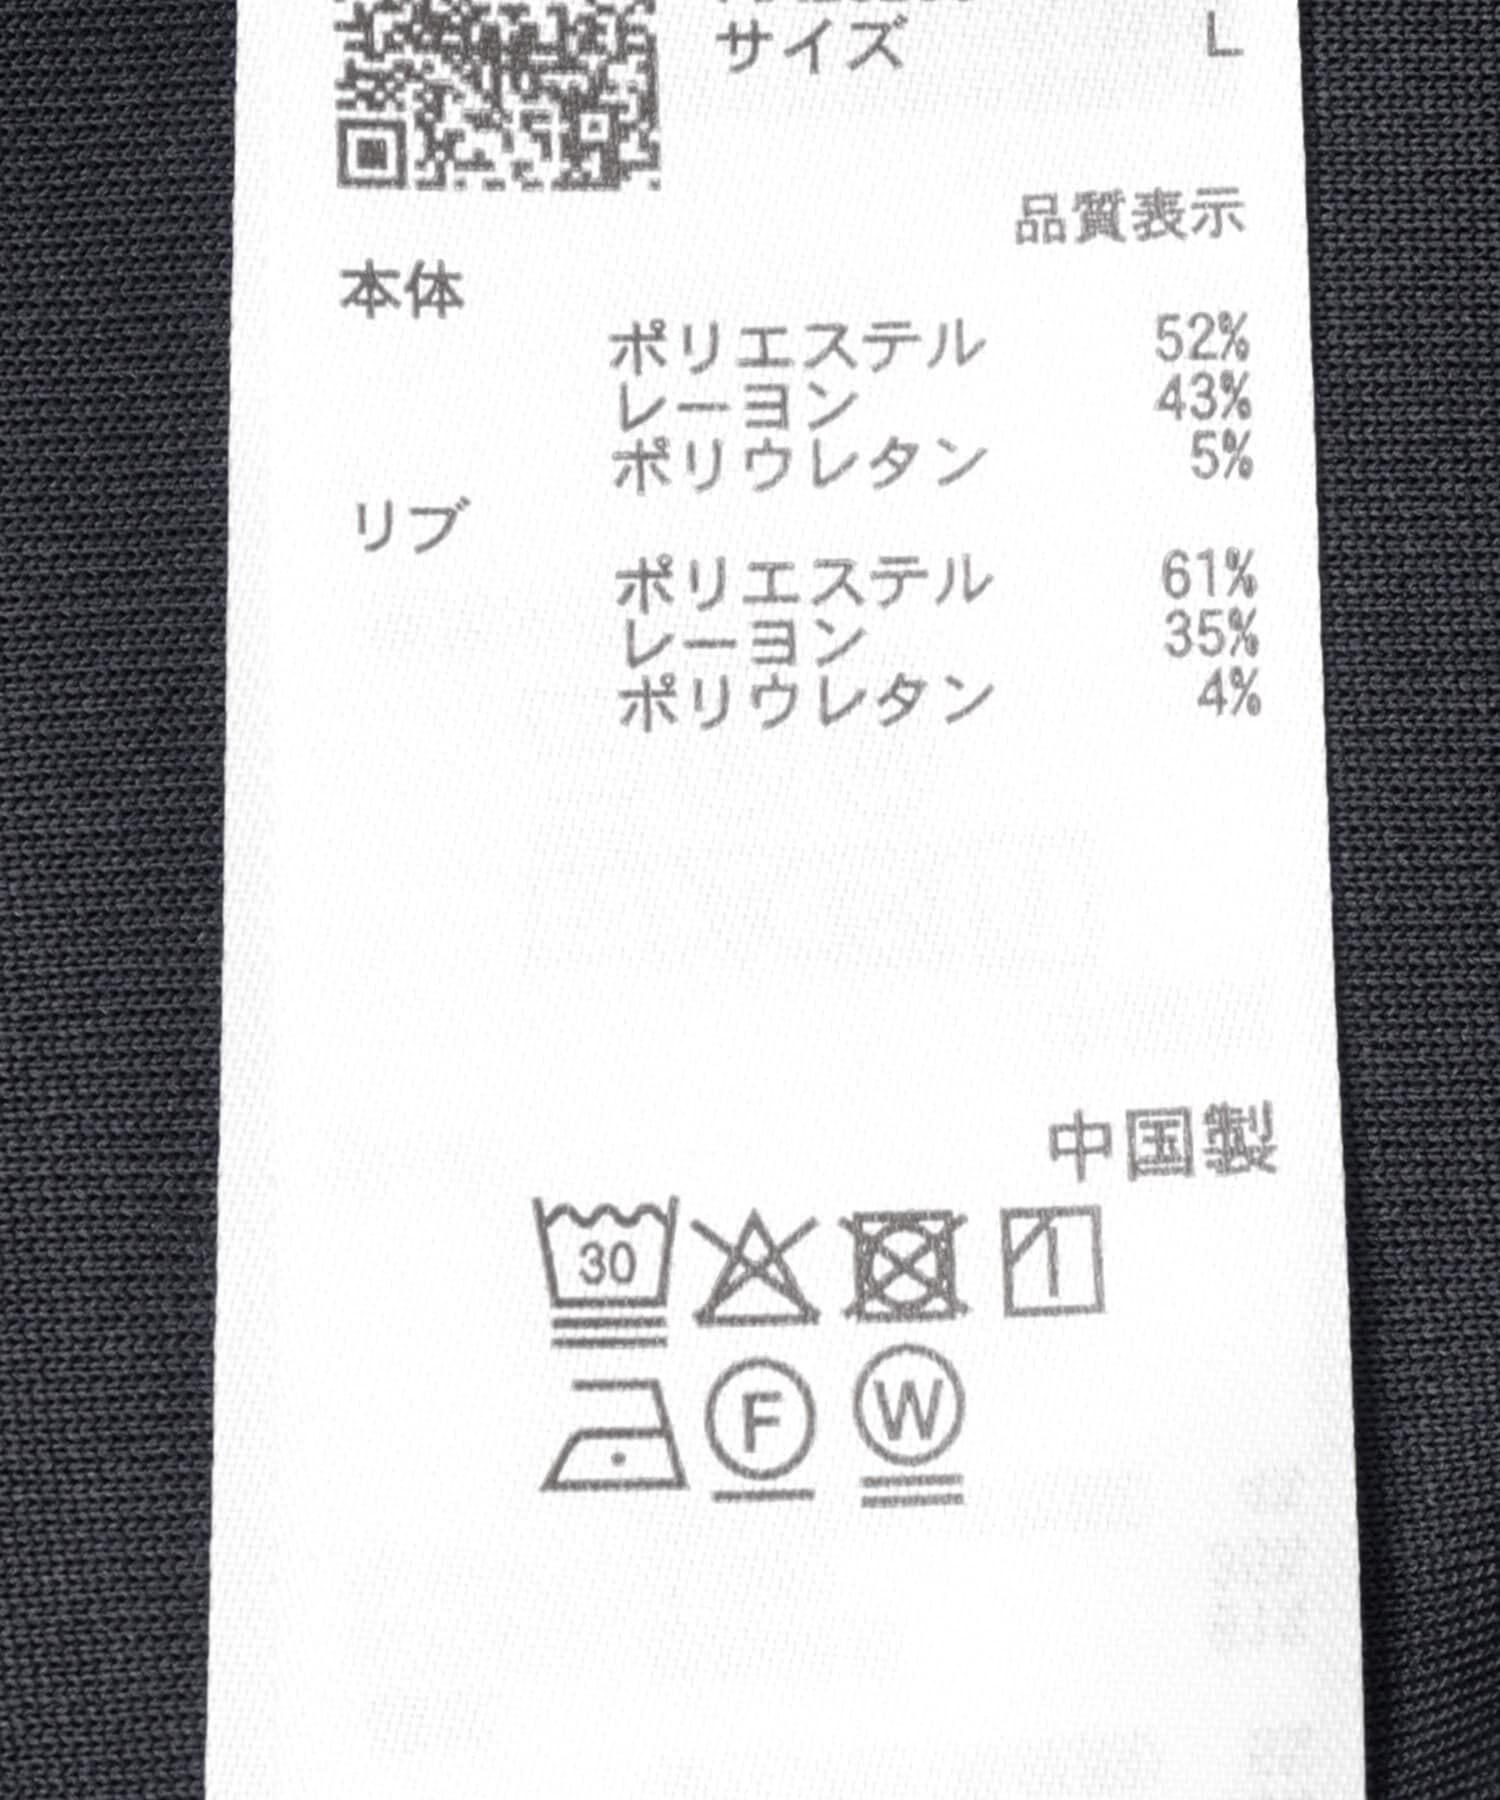 サイズ L
品質表示
本体
ポリエステル 52%
レーヨン 43%
ポリウレタン 5%
リブ
ポリエステル 61%
レーヨン 35%
ポリウレタン 4%
中国製
30
F W